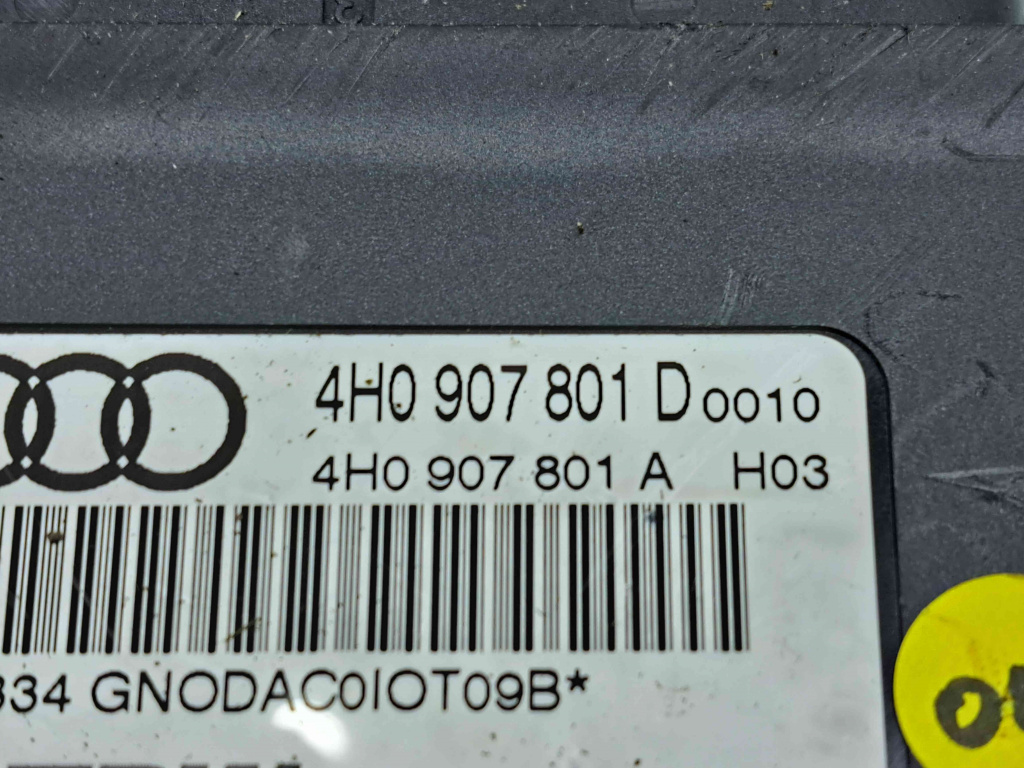 4H0 907 801 D 0010
4H0 907 801 A H03
334 GNODAC0IOT09B*